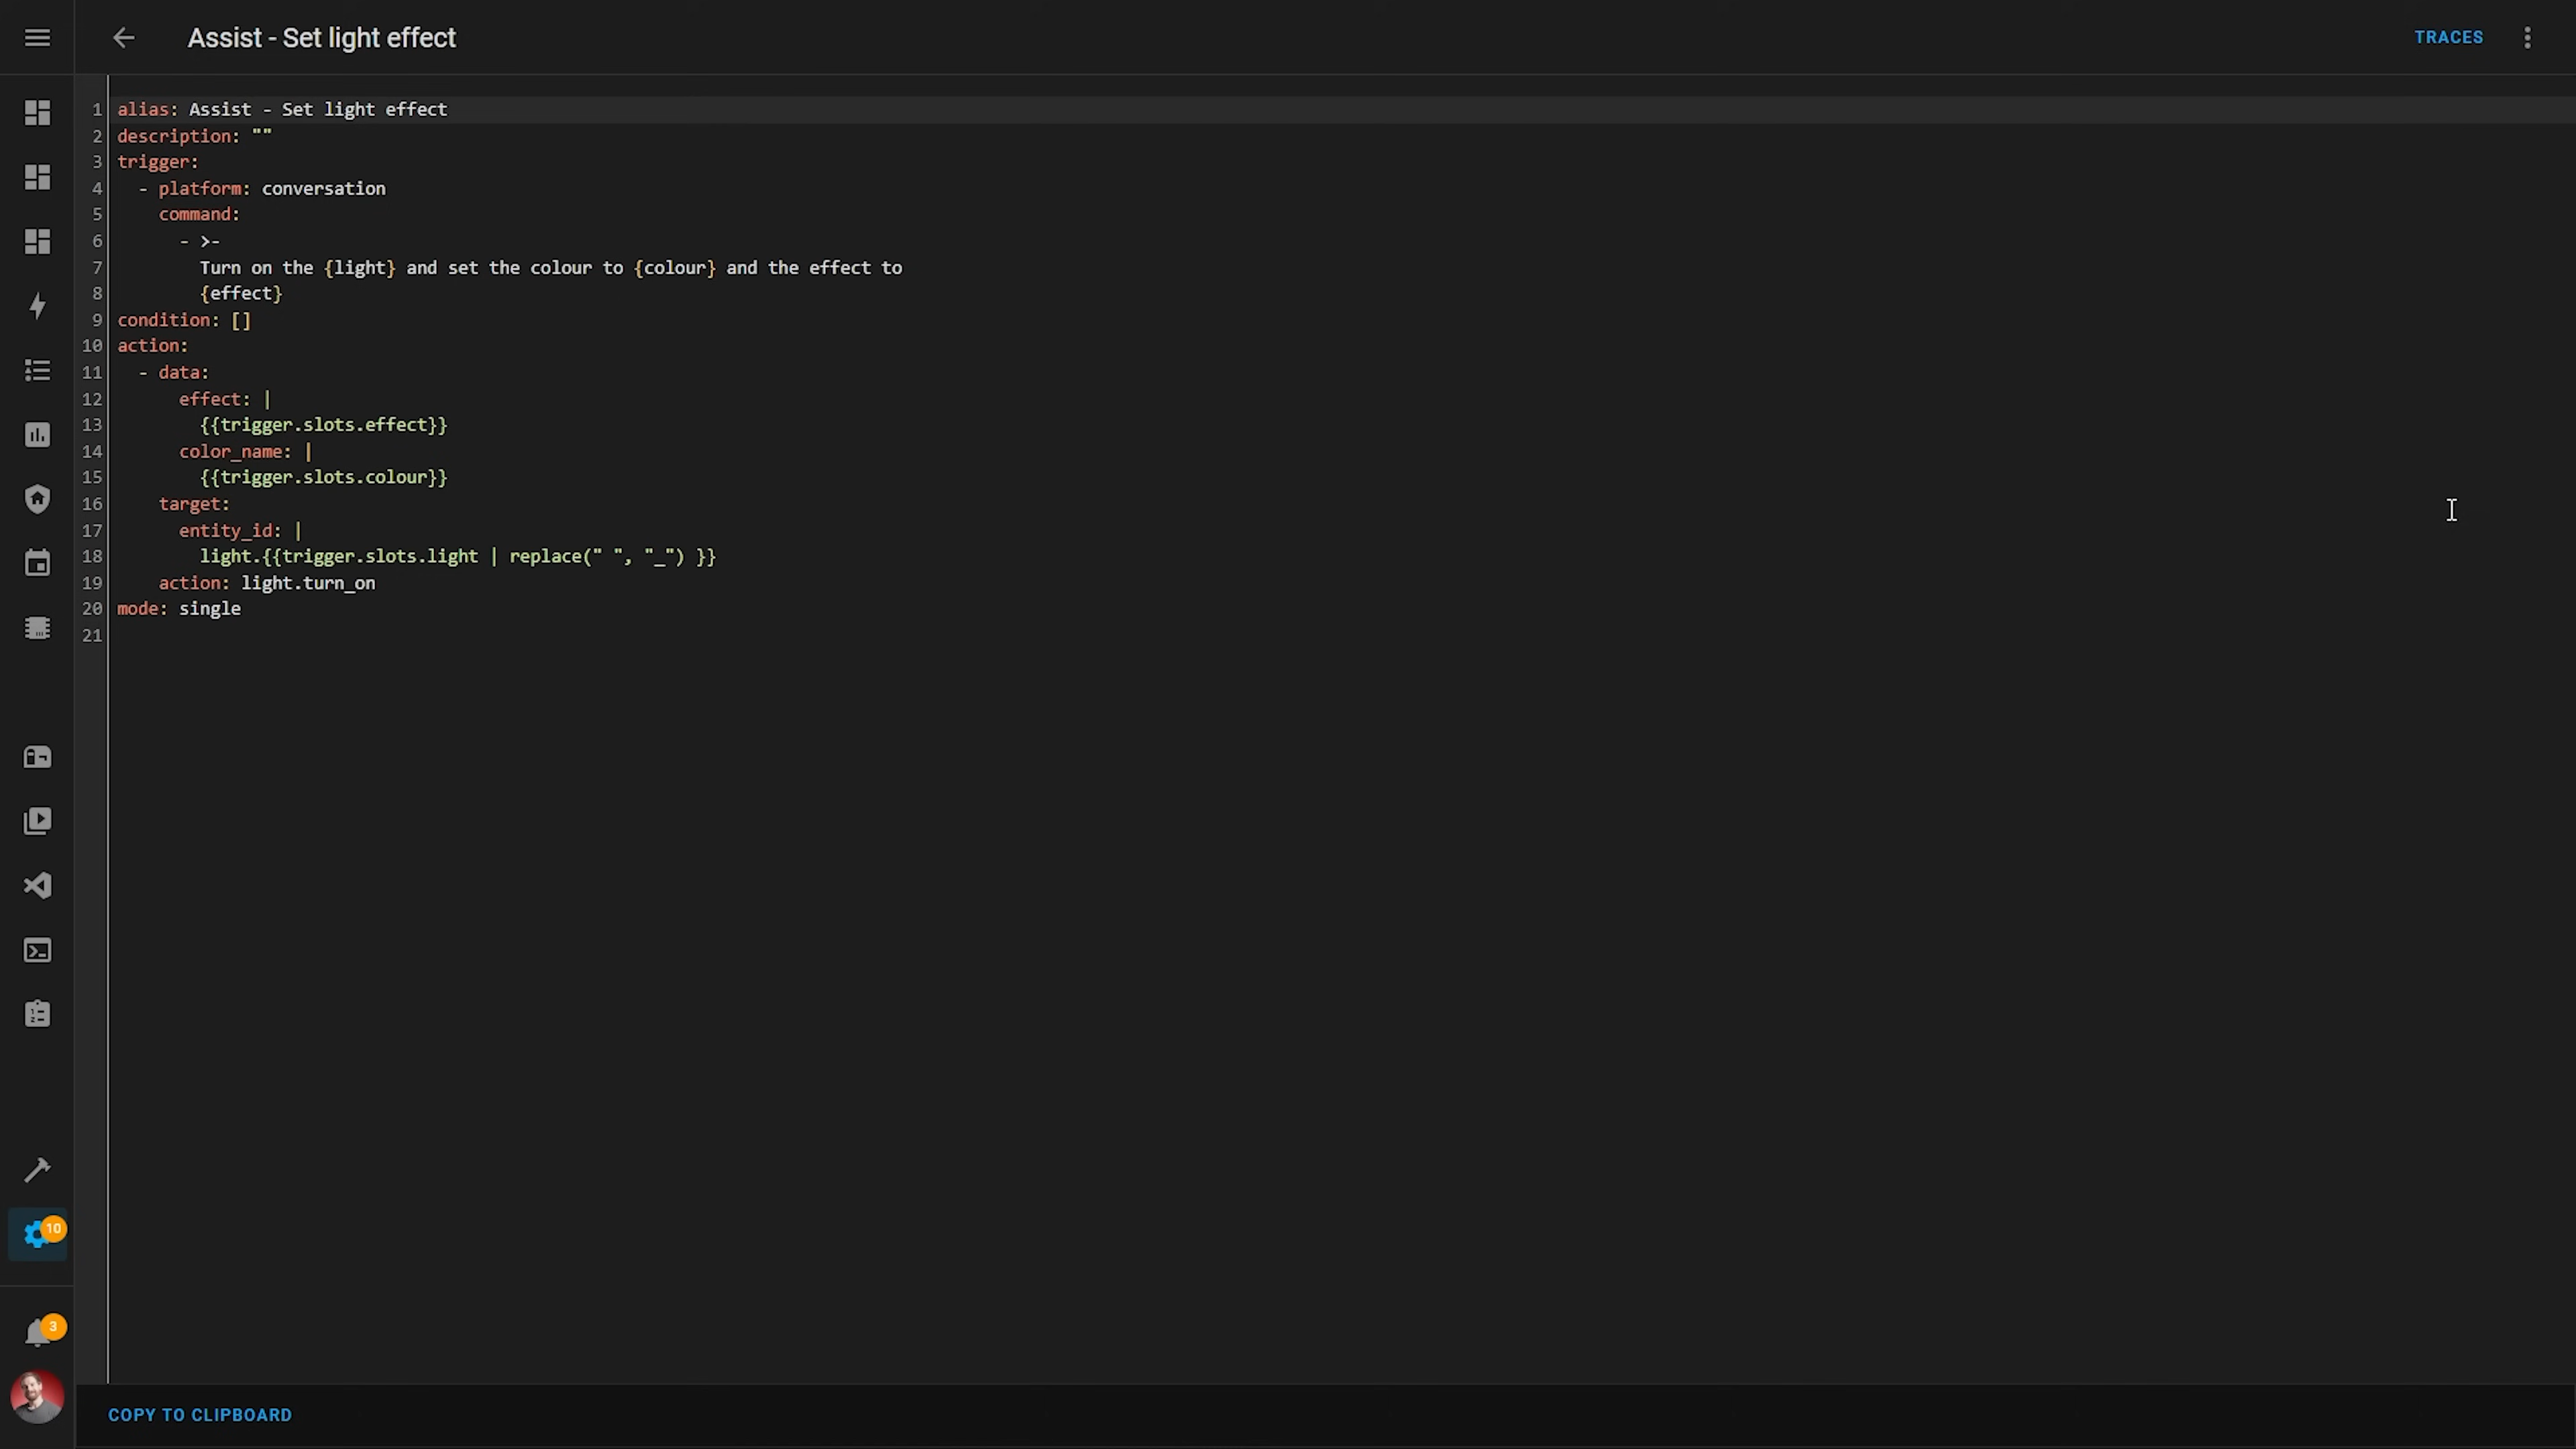 Assist - Set light effect
TRACES
1 alias: Assist - Set light effect
2 description: ""
3 trigger:
4   - platform: conversation
5     command:
6       - >-
7         Turn on the {light} and set the colour to {colour} and the effect to
8         {effect}
9 condition: []
10 action:
11   - data:
12       effect: |
13         {{trigger.slots.effect}}
14       color_name: |
15         {{trigger.slots.colour}}
16     target:
17       entity_id: |
18         light.{{trigger.slots.light | replace(" ", "_") }}
19     action: light.turn_on
20 mode: single
21
10
3
COPY TO CLIPBOARD